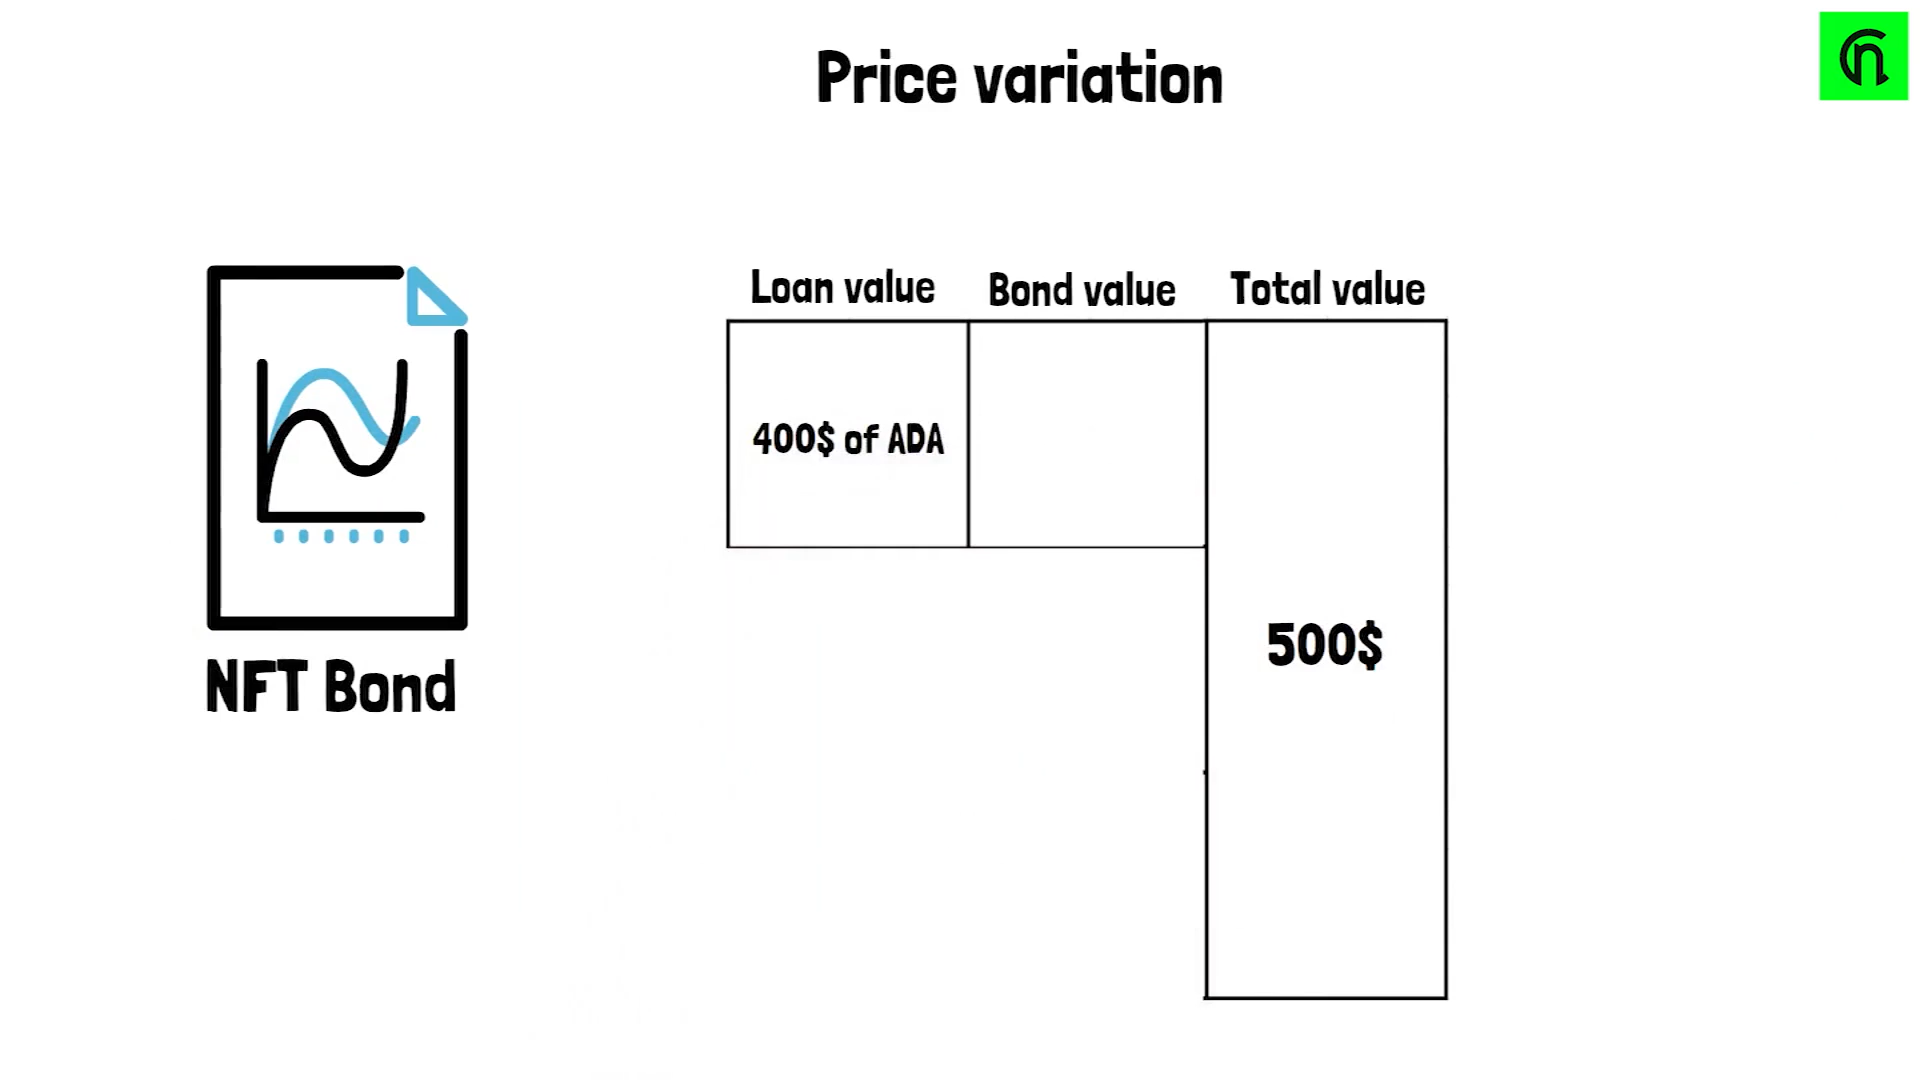 Price variation
Loan value Bond value Total value
400$ of ADA
500$
NFT Bond